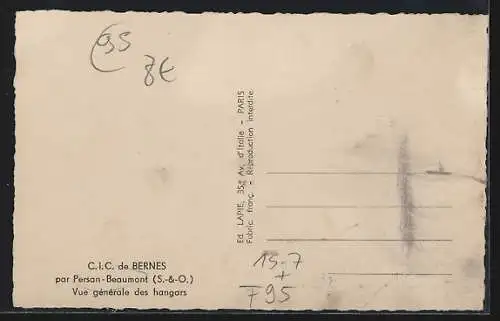 95
8€
Ed. LAPIE, 35ᴱ Av. d'Italie - PARIS
Fabric. franç. - Reproduction interdite
C.I.C. de BERNES
par Persan-Beaumont (S.-&-O.)
Vue générale des hangars
15-7
+
F95